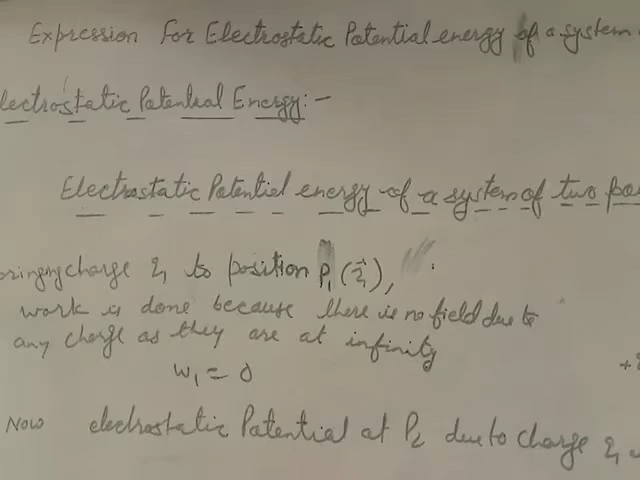 Expression For Electrostatic Potential energy of a system
lectrostatic Potential Energy:-
Electrostatic Potential energy of a system of two po
bringing charge q1 to position P1 (r⃗1),
work is done because there is no field due to
any charge as they are at infinity
W1 = 0
Now electrostatic Potential at P2 due to charge q1